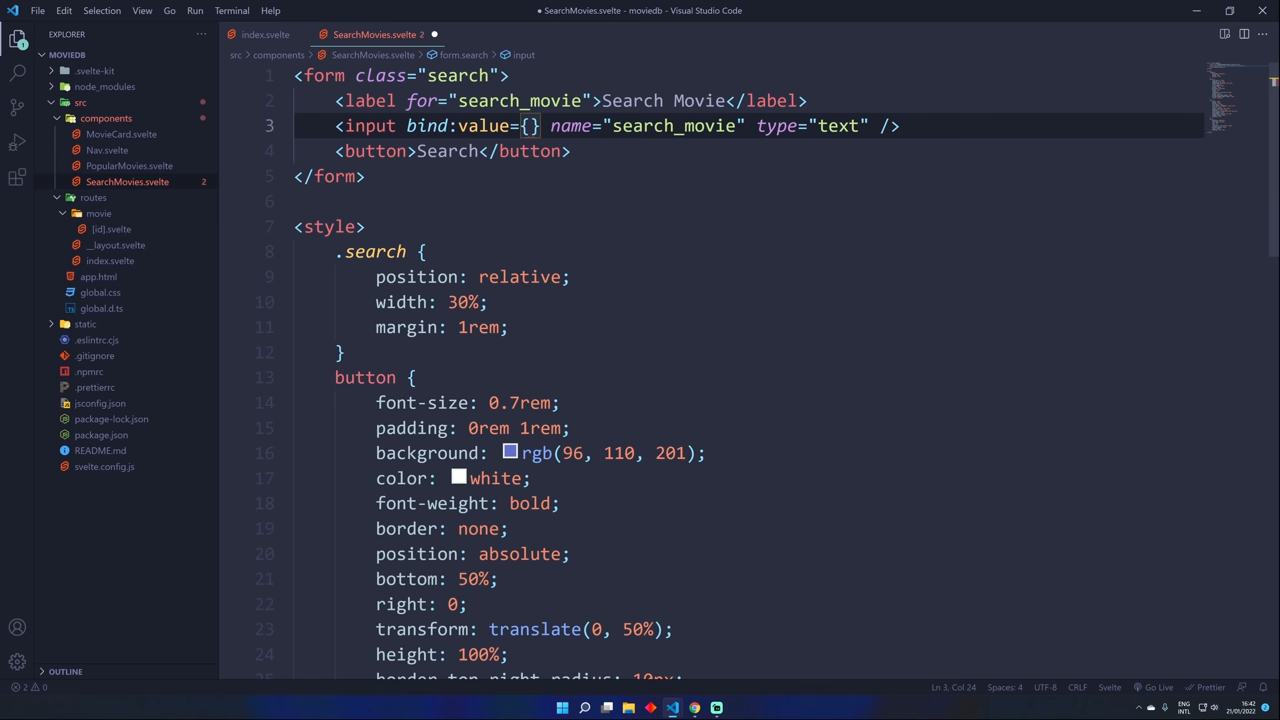 File Edit Selection View Go Run Terminal Help
● SearchMovies.svelte - moviedb - Visual Studio Code
EXPLORER
MOVIEDB
.svelte-kit
node_modules
src
components
MovieCard.svelte
Nav.svelte
PopularMovies.svelte
SearchMovies.svelte 2
routes
movie
[id].svelte
__layout.svelte
index.svelte
app.html
global.css
global.d.ts
static
.eslintrc.cjs
.gitignore
.npmrc
.prettierrc
jsconfig.json
package-lock.json
package.json
README.md
svelte.config.js
OUTLINE
index.svelte
SearchMovies.svelte 2
src > components > SearchMovies.svelte > form.search > input
1 <form class="search">
2 <label for="search_movie">Search Movie</label>
3 <input bind:value={} name="search_movie" type="text" />
4 <button>Search</button>
5 </form>
6
7 <style>
8 .search {
9 position: relative;
10 width: 30%;
11 margin: 1rem;
12 }
13 button {
14 font-size: 0.7rem;
15 padding: 0rem 1rem;
16 background: rgb(96, 110, 201);
17 color: white;
18 font-weight: bold;
19 border: none;
20 position: absolute;
21 bottom: 50%;
22 right: 0;
23 transform: translate(0, 50%);
24 height: 100%;
25 border-top-right-radius: 10px;
2 0
Ln 3, Col 24 Spaces: 4 UTF-8 CRLF Svelte Go Live Prettier
ENG
INTL
16:42
21/01/2022